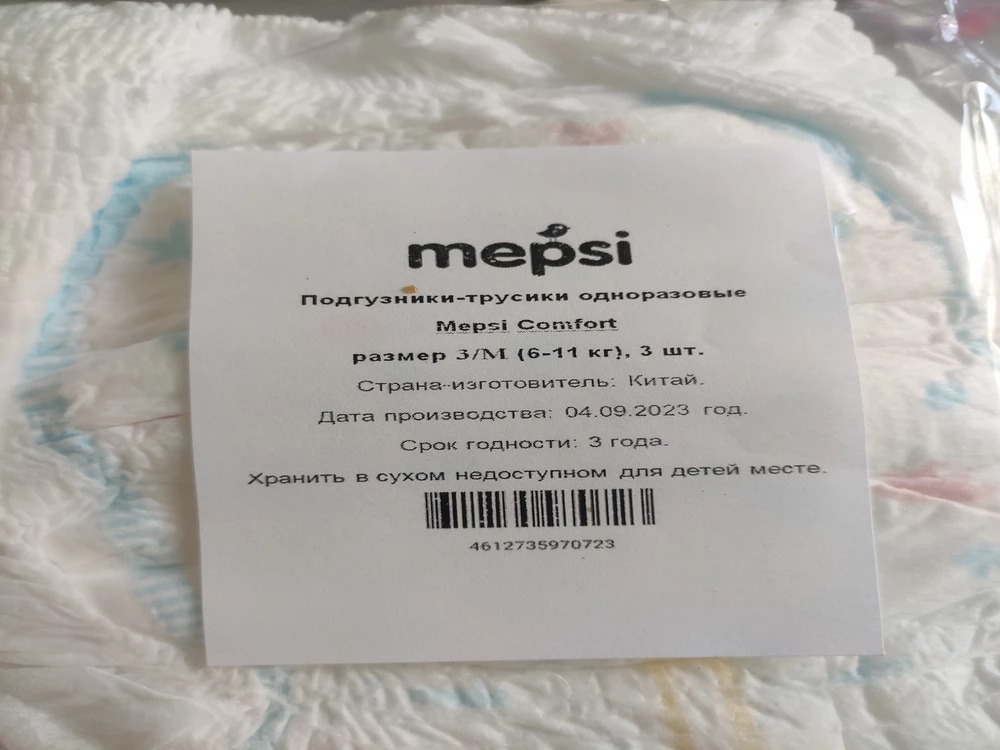 mepsi
Подгузники-трусики одноразовые
Mepsi Comfort
размер 3/М (6-11 кг), 3 шт.
Страна-изготовитель: Китай.
Дата производства: 04.09.2023 год.
Срок годности: 3 года.
Хранить в сухом недоступном для детей месте.
4612735970723